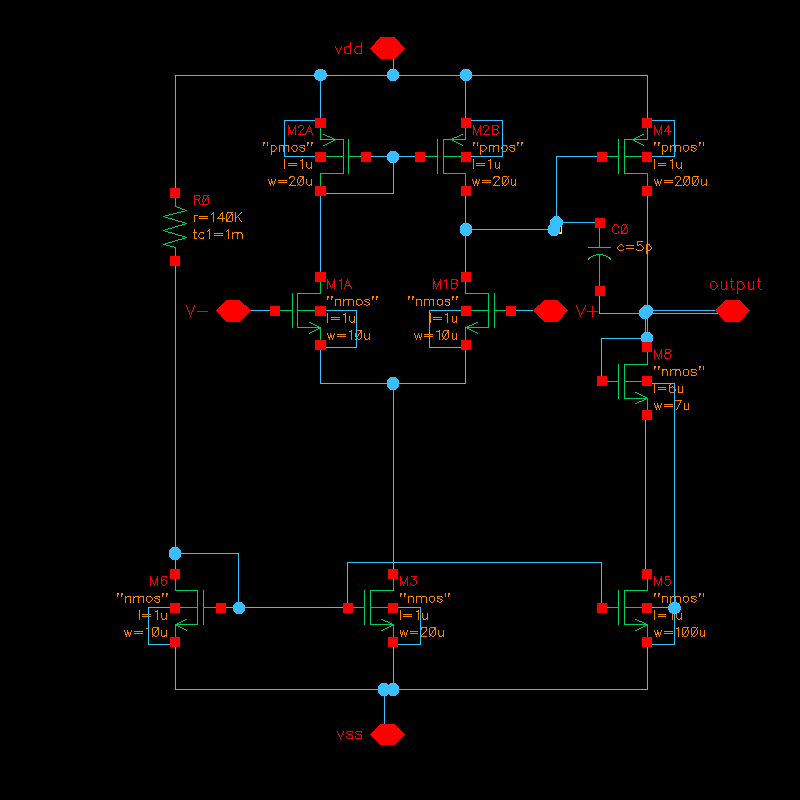 vdd
M2A
"pmos"
l=1u
w=20u
M2B
"pmos"
l=1u
w=20u
M4
"pmos"
l=1u
w=200u
R0
r=140K
tc1=1m
C0
c=5p
V-
M1A
"nmos"
l=1u
w=10u
M1B
"nmos"
l=1u
w=10u
V+
output
M8
"nmos"
l=6u
w=7u
M6
"nmos"
l=1u
w=10u
M3
"nmos"
l=1u
w=20u
M5
"nmos"
l=1u
w=100u
vss